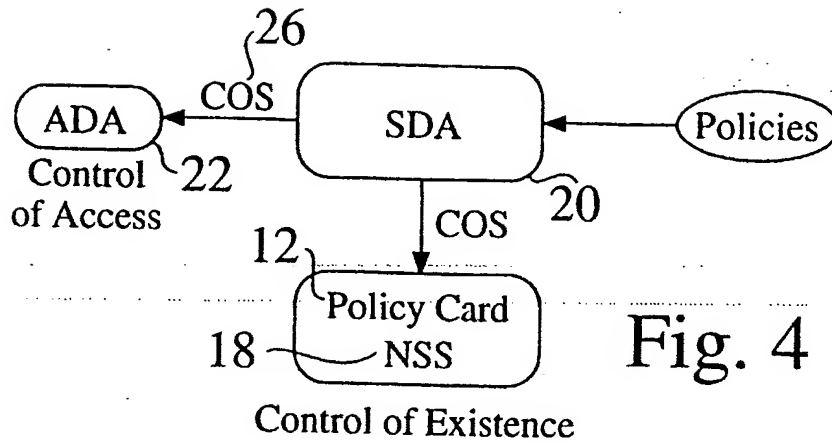 26
COS
ADA
SDA
Policies
22
Control
of Access
20
COS
12
Policy Card
18
NSS
Fig. 4
Control of Existence